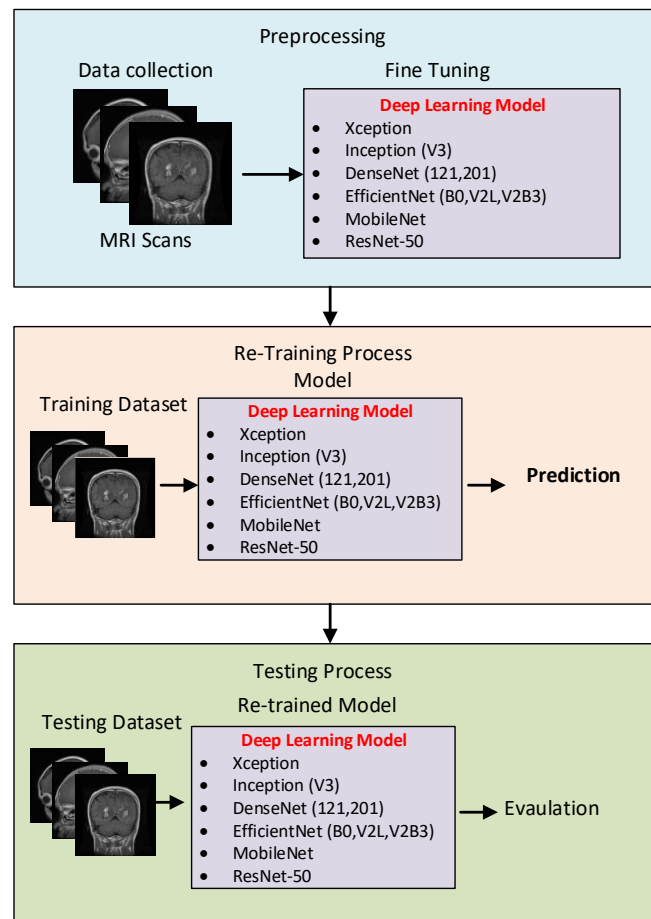 Preprocessing
Data collection
Fine Tuning
Deep Learning Model
• Xception
• Inception (V3)
• DenseNet (121,201)
• EfficientNet (B0,V2L,V2B3)
• MobileNet
• ResNet-50
MRI Scans
Re-Training Process
Model
Training Dataset
Deep Learning Model
• Xception
• Inception (V3)
• DenseNet (121,201)
• EfficientNet (B0,V2L,V2B3)
• MobileNet
• ResNet-50
Prediction
Testing Process
Re-trained Model
Testing Dataset
Deep Learning Model
• Xception
• Inception (V3)
• DenseNet (121,201)
• EfficientNet (B0,V2L,V2B3)
• MobileNet
• ResNet-50
Evaulation